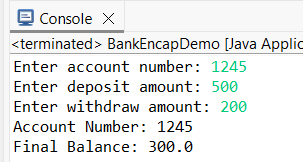 Console
<terminated> BankEncapDemo [Java Applic
Enter account number: 1245
Enter deposit amount: 500
Enter withdraw amount: 200
Account Number: 1245
Final Balance: 300.0